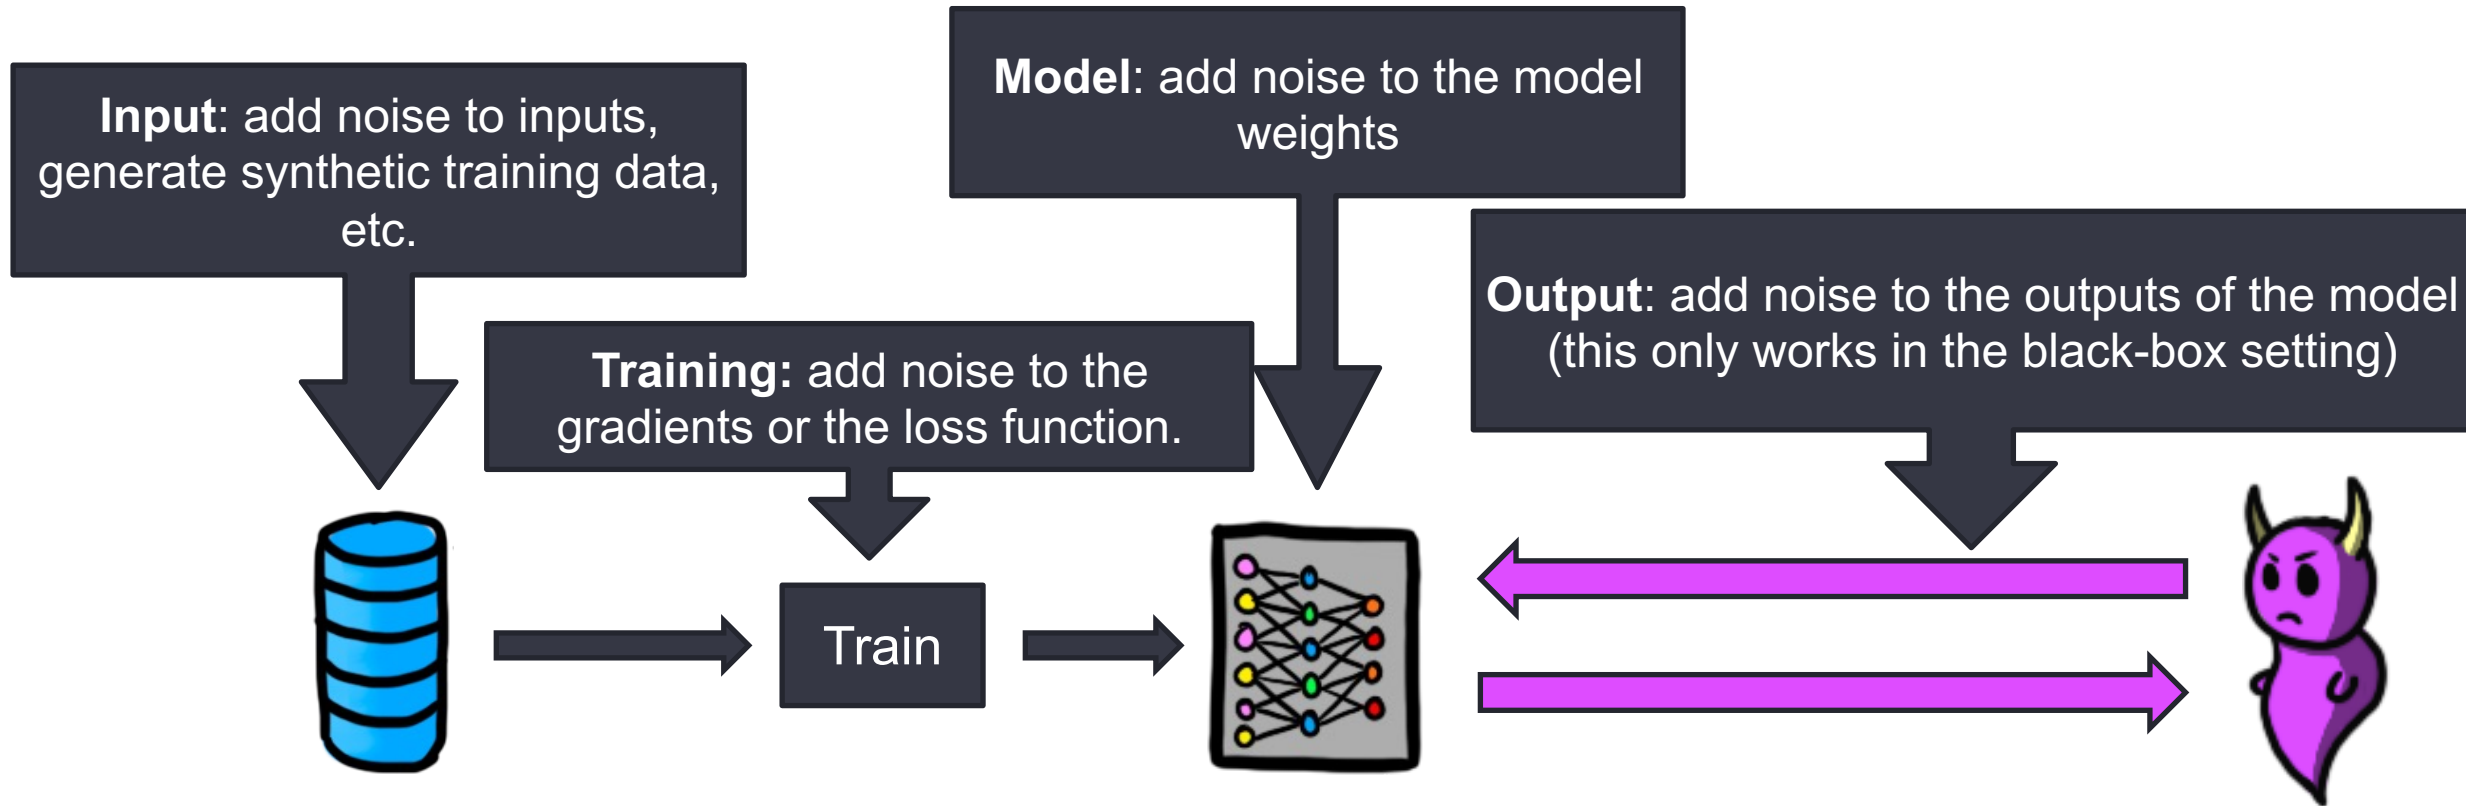 Input: add noise to inputs,
generate synthetic training data,
etc.
Training: add noise to the
gradients or the loss function.
Model: add noise to the model
weights
Output: add noise to the outputs of the model
(this only works in the black-box setting)
Train